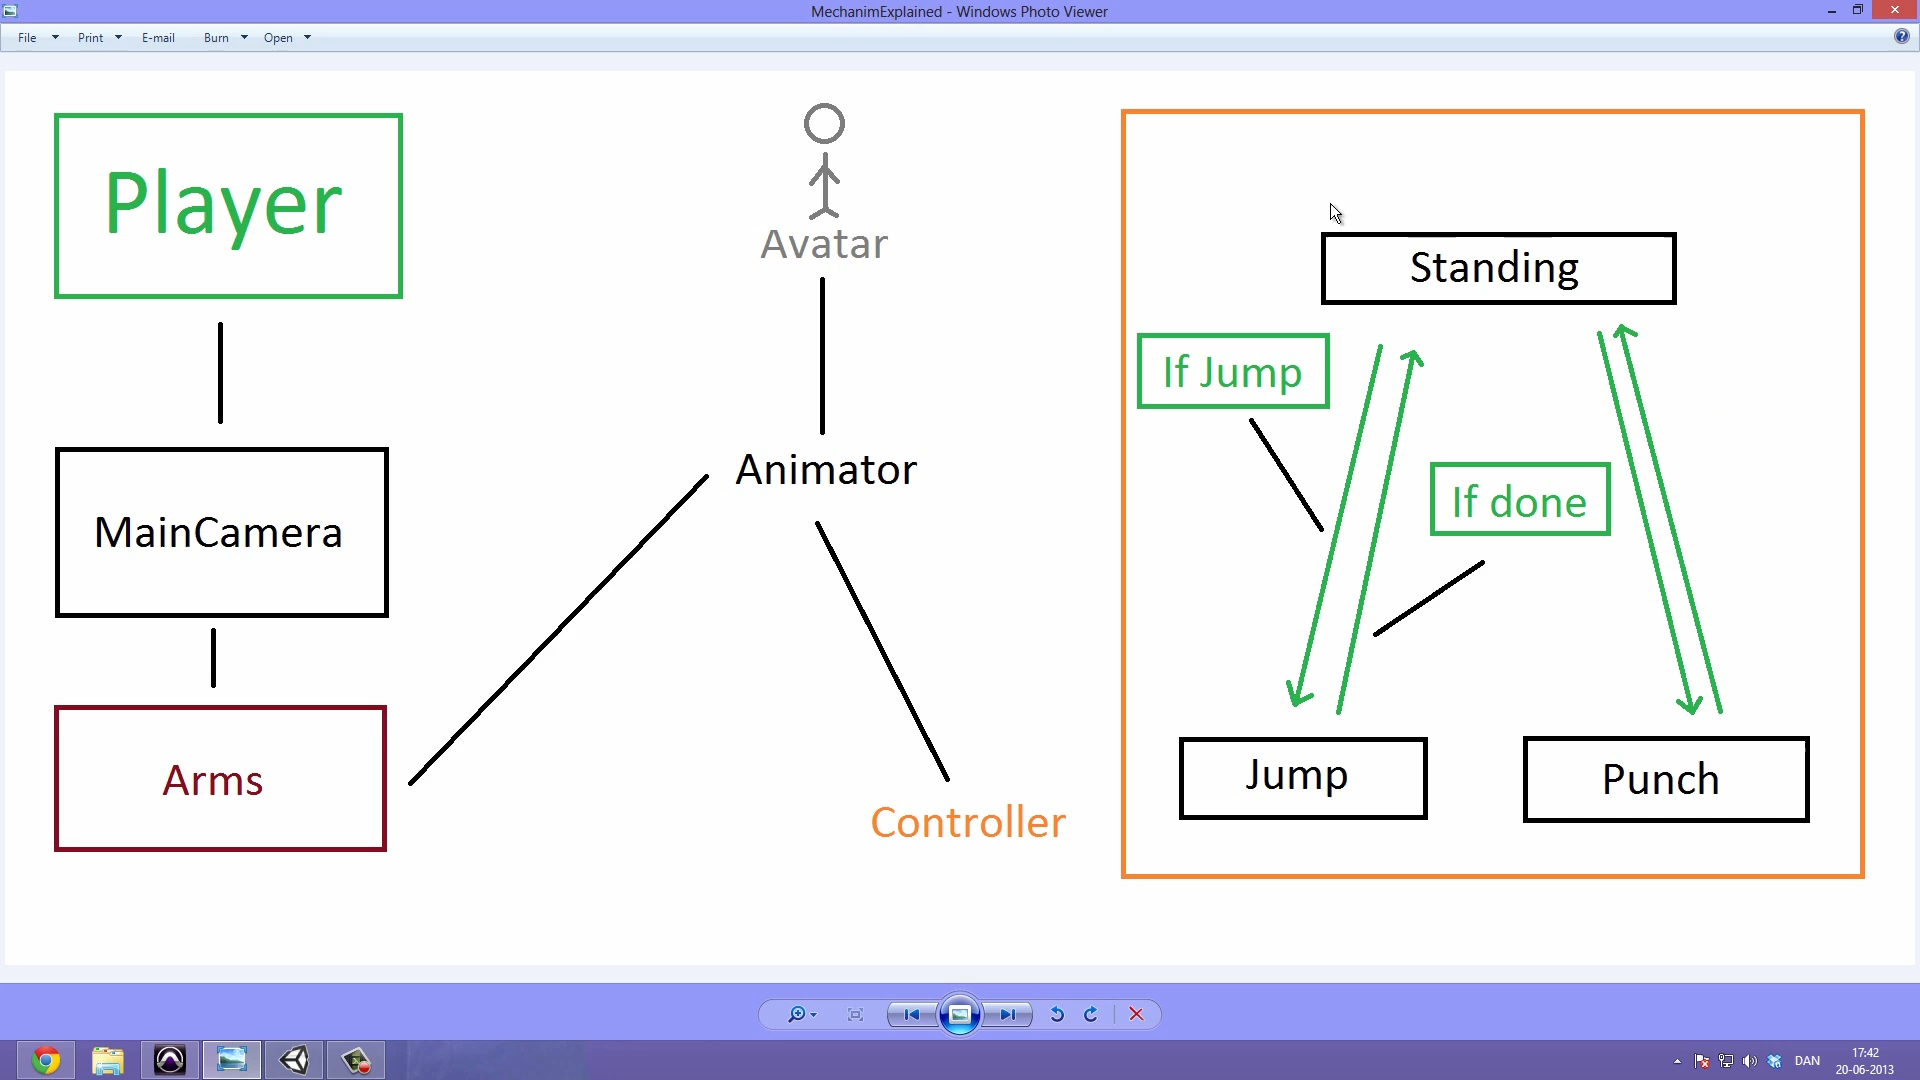 MechanimExplained - Windows Photo Viewer
File Print E-mail Burn Open
Player
MainCamera
Arms
Avatar
Animator
Controller
Standing
If Jump
If done
Jump
Punch
DAN
17:42
20-06-2013